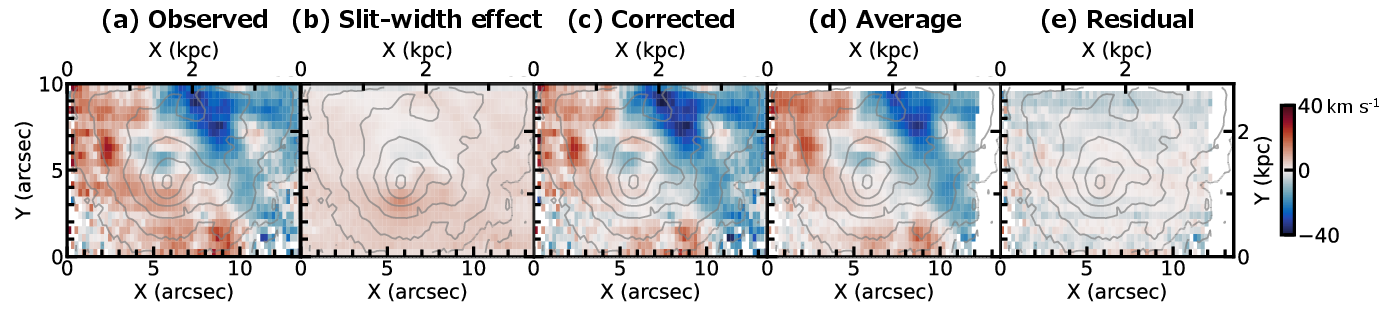 (a) Observed (b) Slit-width effect (c) Corrected (d) Average (e) Residual
X (kpc) X (kpc) X (kpc) X (kpc) X (kpc)
0 2 0 2 0 2 0 2 0 2
10
5
0
Y (arcsec)
0 5 10 0 5 10 0 5 10 0 5 10 0 5 10
X (arcsec) X (arcsec) X (arcsec) X (arcsec) X (arcsec)
2
0
Y (kpc)
40 km s⁻¹
0
−40